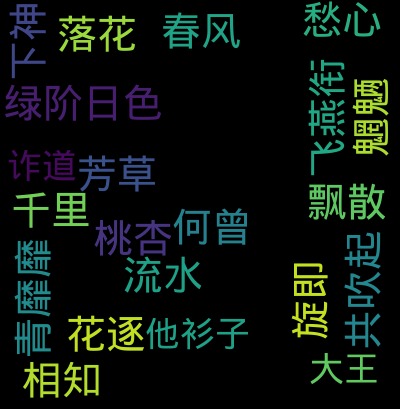 下神
落花
春风
愁心
绿阶日色
飞燕衔
魍魉
诈道
芳草
千里
飘散
桃杏
何曾
流水
青靡靡
旋即
共吹起
花逐
他衫子
大王
相知